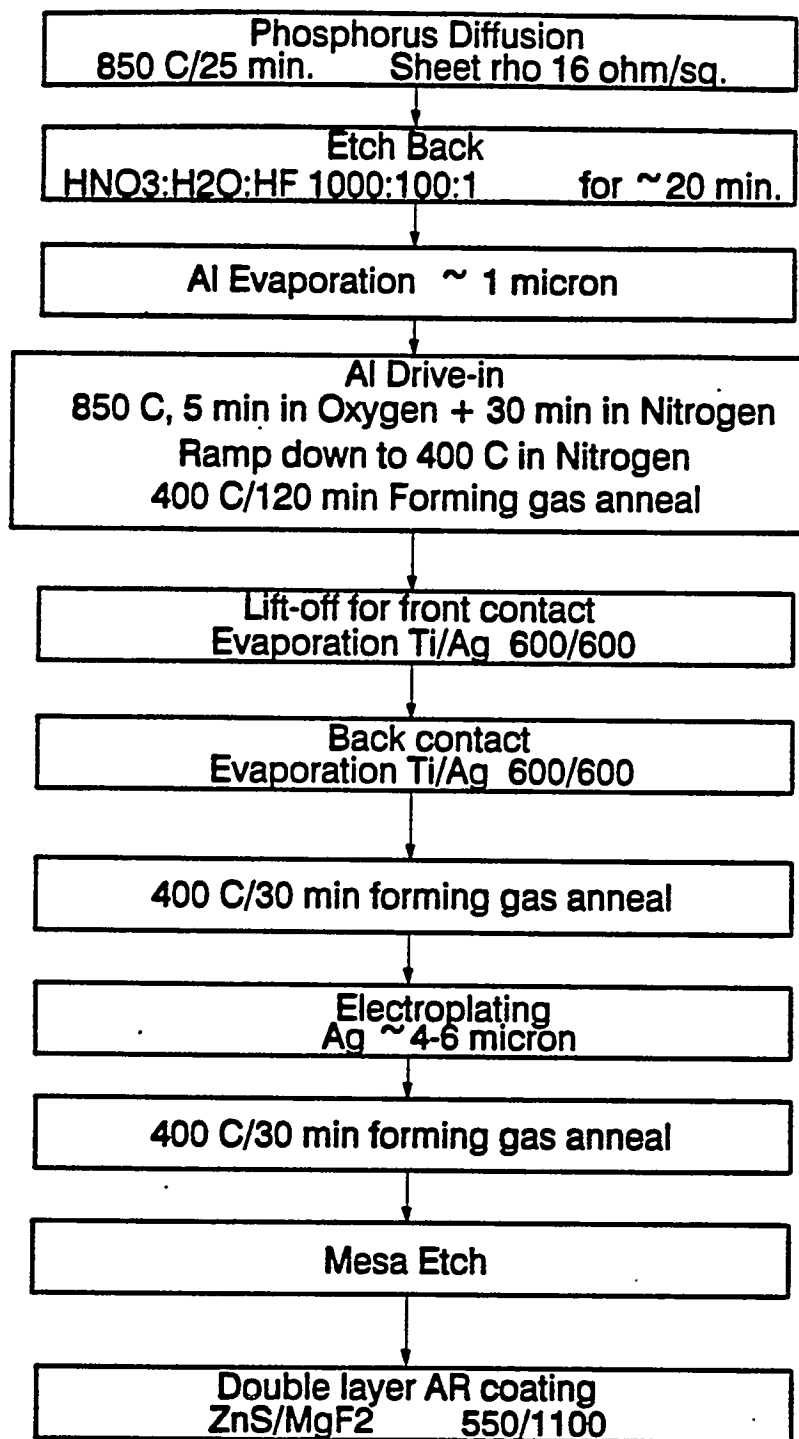 Phosphorus Diffusion
850 C/25 min. Sheet rho 16 ohm/sq.
Etch Back
HNO3:H2O:HF 1000:100:1 for ~20 min.
Al Evaporation ~ 1 micron
Al Drive-in
850 C, 5 min in Oxygen + 30 min in Nitrogen
Ramp down to 400 C in Nitrogen
400 C/120 min Forming gas anneal
Lift-off for front contact
Evaporation Ti/Ag 600/600
Back contact
Evaporation Ti/Ag 600/600
400 C/30 min forming gas anneal
Electroplating
Ag ~4-6 micron
400 C/30 min forming gas anneal
Mesa Etch
Double layer AR coating
ZnS/MgF2 550/1100